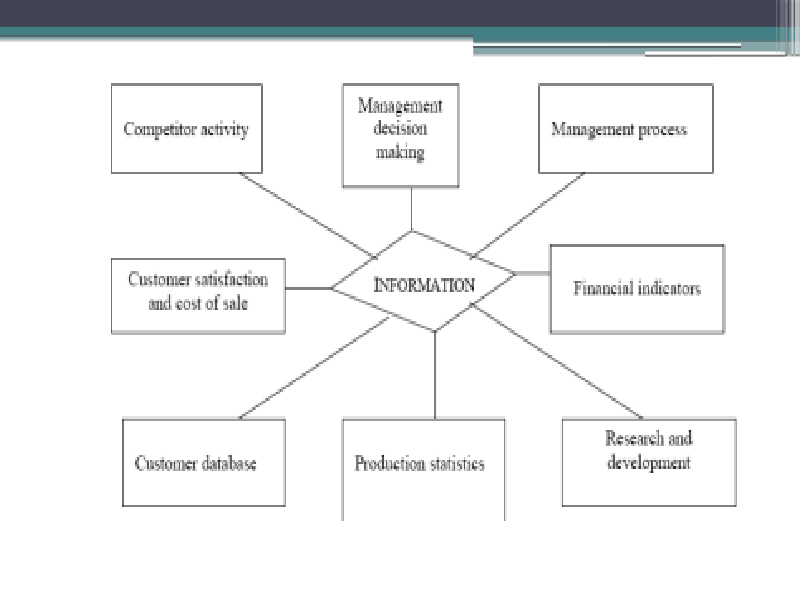 Competitor activity
Management
decision
making
Management process
Customer satisfaction
and cost of sale
INFORMATION
Financial indicators
Customer database
Production statistics
Research and
development